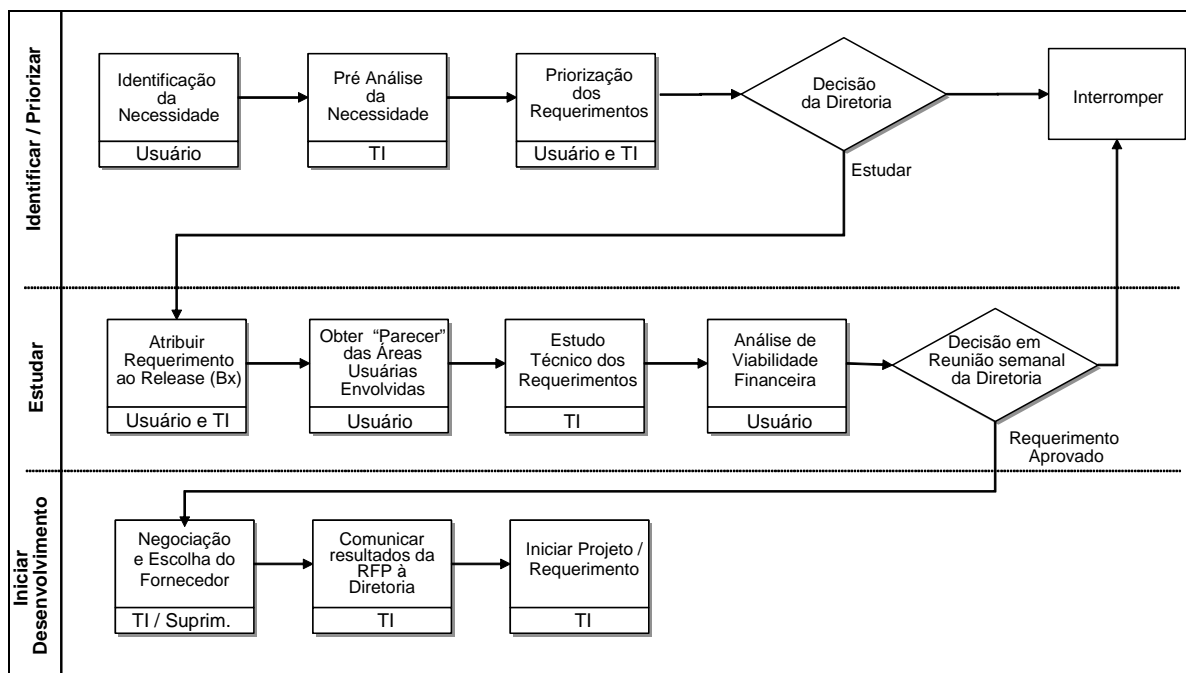 Identificar / Priorizar
Identificação
da
Necessidade
Usuário
Pré Análise
da
Necessidade
TI
Priorização
dos
Requerimentos
Usuário e TI
Decisão
da Diretoria
Interromper
Estudar
Estudar
Atribuir
Requerimento
ao Release (Bx)
Usuário e TI
Obter “Parecer”
das Áreas
Usuárias
Envolvidas
Usuário
Estudo
Técnico dos
Requerimentos
TI
Análise de
Viabilidade
Financeira
Usuário
Decisão em
Reunião semanal
da Diretoria
Requerimento
Aprovado
Iniciar
Desenvolvimento
Negociação
e Escolha do
Fornecedor
TI / Suprim.
Comunicar
resultados da
RFP à
Diretoria
TI
Iniciar Projeto /
Requerimento
TI